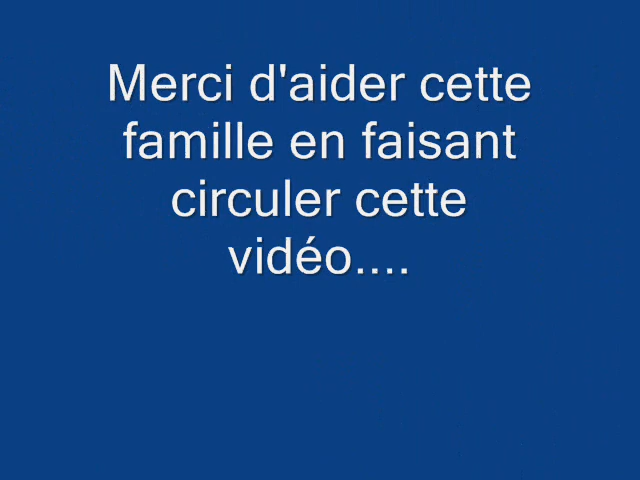 Merci d'aider cette
famille en faisant
circuler cette
vidéo....